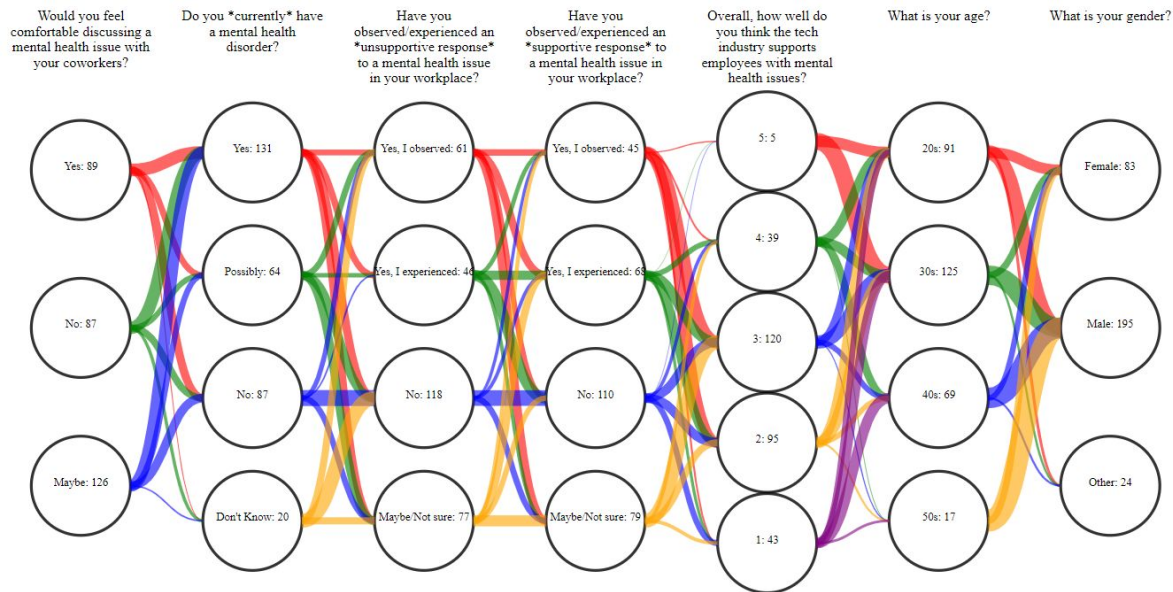 Would you feel
comfortable discussing a
mental health issue with
your coworkers?
Yes: 89
No: 87
Maybe: 126
Do you *currently* have
a mental health
disorder?
Yes: 131
Possibly: 64
No: 87
Don't Know: 20
Have you
observed/experienced an
*unsupportive response*
to a mental health issue
in your workplace?
Yes, I observed: 61
Yes, I experienced: 46
No: 118
Maybe/Not sure: 77
Have you
observed/experienced an
*supportive response* to
a mental health issue in
your workplace?
Yes, I observed: 45
Yes, I experienced: 68
No: 110
Maybe/Not sure: 79
Overall, how well do
you think the tech
industry supports
employees with mental
health issues?
5: 5
4: 39
3: 120
2: 95
1: 43
What is your age?
20s: 91
30s: 125
40s: 69
50s: 17
What is your gender?
Female: 83
Male: 195
Other: 24